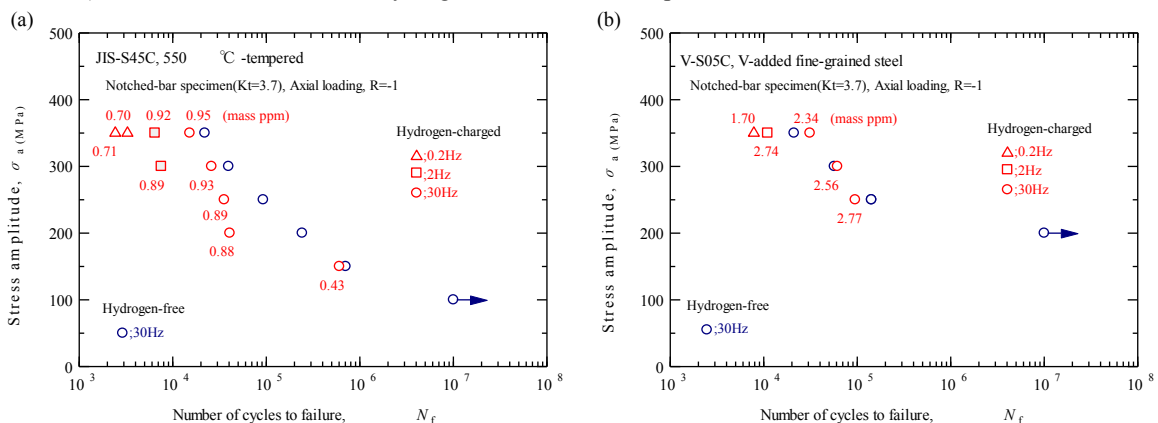 (a)
Stress amplitude, σ a (MPa)
500
400
300
200
100
0
JIS-S45C, 550 ℃ -tempered
Notched-bar specimen(Kt=3.7), Axial loading, R=-1
0.70 0.92 0.95 (mass ppm)
0.71
0.89 0.93
0.89
0.88
0.43
Hydrogen-charged
;0.2Hz
;2Hz
;30Hz
Hydrogen-free
;30Hz
10 3 10 4 10 5 10 6 10 7 10 8
Number of cycles to failure, N f
(b)
Stress amplitude, σ a (MPa)
500
400
300
200
100
0
V-S05C, V-added fine-grained steel
Notched-bar specimen(Kt=3.7), Axial loading, R=-1
1.70 2.34 (mass ppm)
2.74
2.56
2.77
Hydrogen-charged
;0.2Hz
;2Hz
;30Hz
Hydrogen-free
;30Hz
10 3 10 4 10 5 10 6 10 7 10 8
Number of cycles to failure, N f